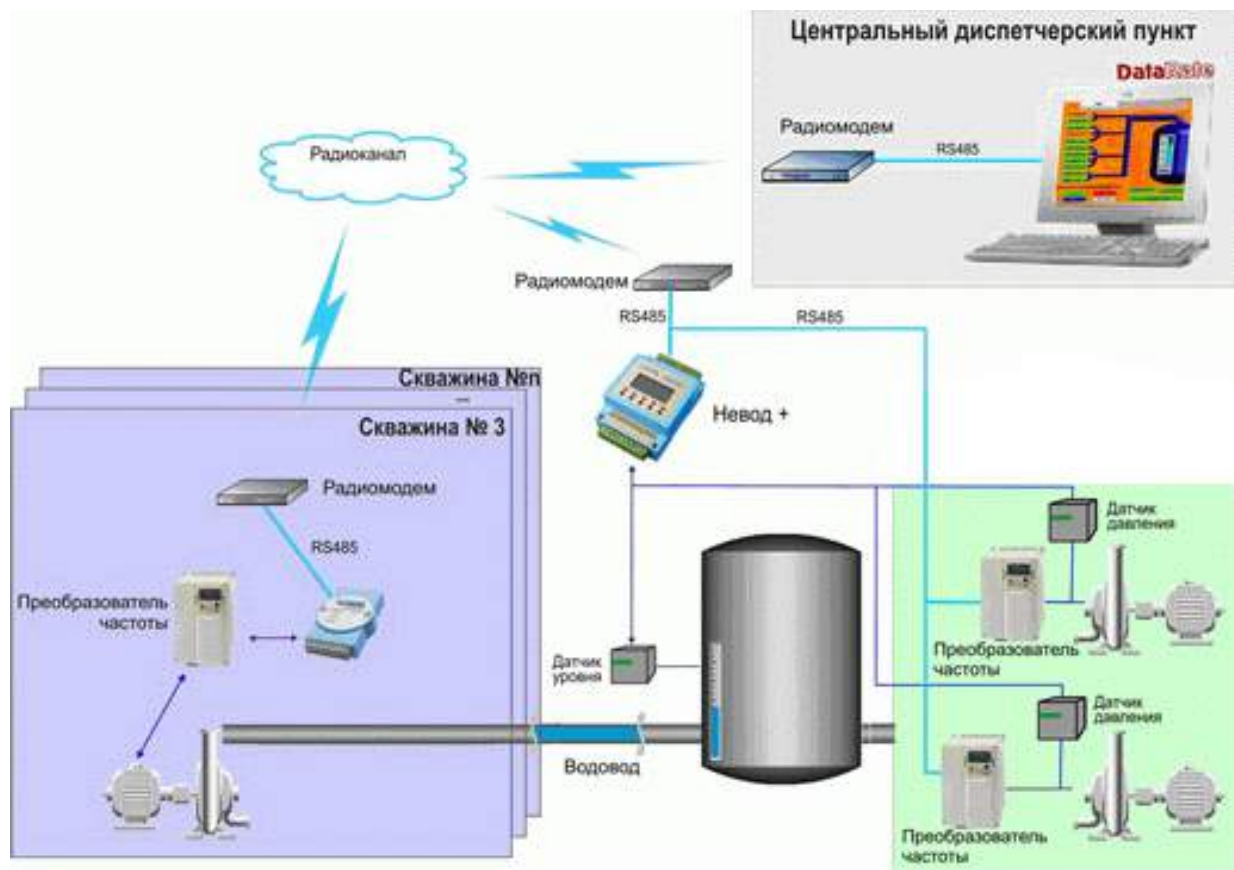 Центральный диспетчерский пункт
DataRate
Радиомодем
RS485
Радиоканал
Радиомодем
RS485
RS485
Невод +
Скважина №n
...
Скважина № 3
Радиомодем
RS485
Преобразователь
частоты
Датчик
уровня
Водовод
Датчик
давления
Преобразователь
частоты
Датчик
давления
Преобразователь
частоты